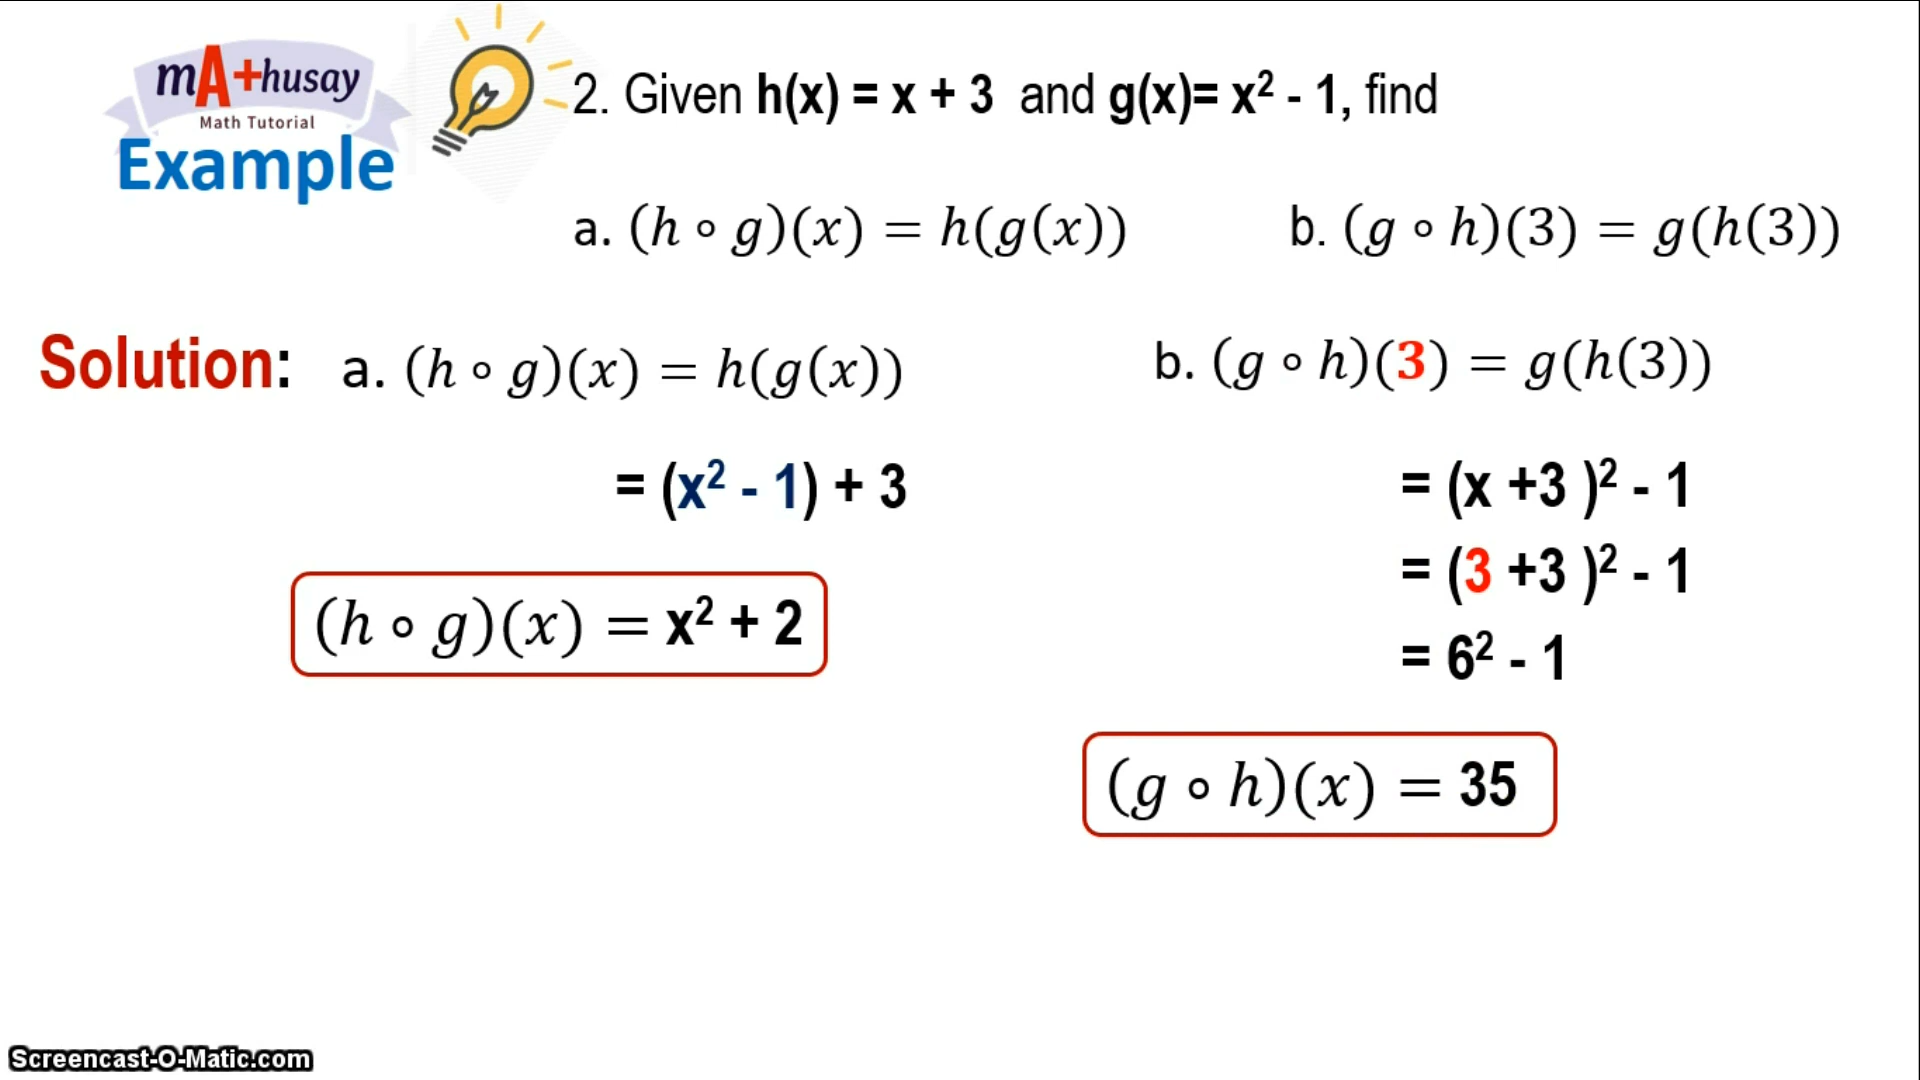 mA+husay
Math Tutorial
Example
2. Given h(x) = x + 3 and g(x)= x² - 1, find
a. (h ∘ g)(x) = h(g(x))
b. (g ∘ h)(3) = g(h(3))
Solution:
a. (h ∘ g)(x) = h(g(x))
= (x² - 1) + 3
(h ∘ g)(x) = x² + 2
b. (g ∘ h)(3) = g(h(3))
= (x +3 )² - 1
= (3 +3 )² - 1
= 6² - 1
(g ∘ h)(x) = 35
Screencast-O-Matic.com